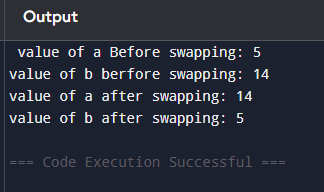 Output
value of a Before swapping: 5
value of b berfore swapping: 14
value of a after swapping: 14
value of b after swapping: 5
=== Code Execution Successful ===